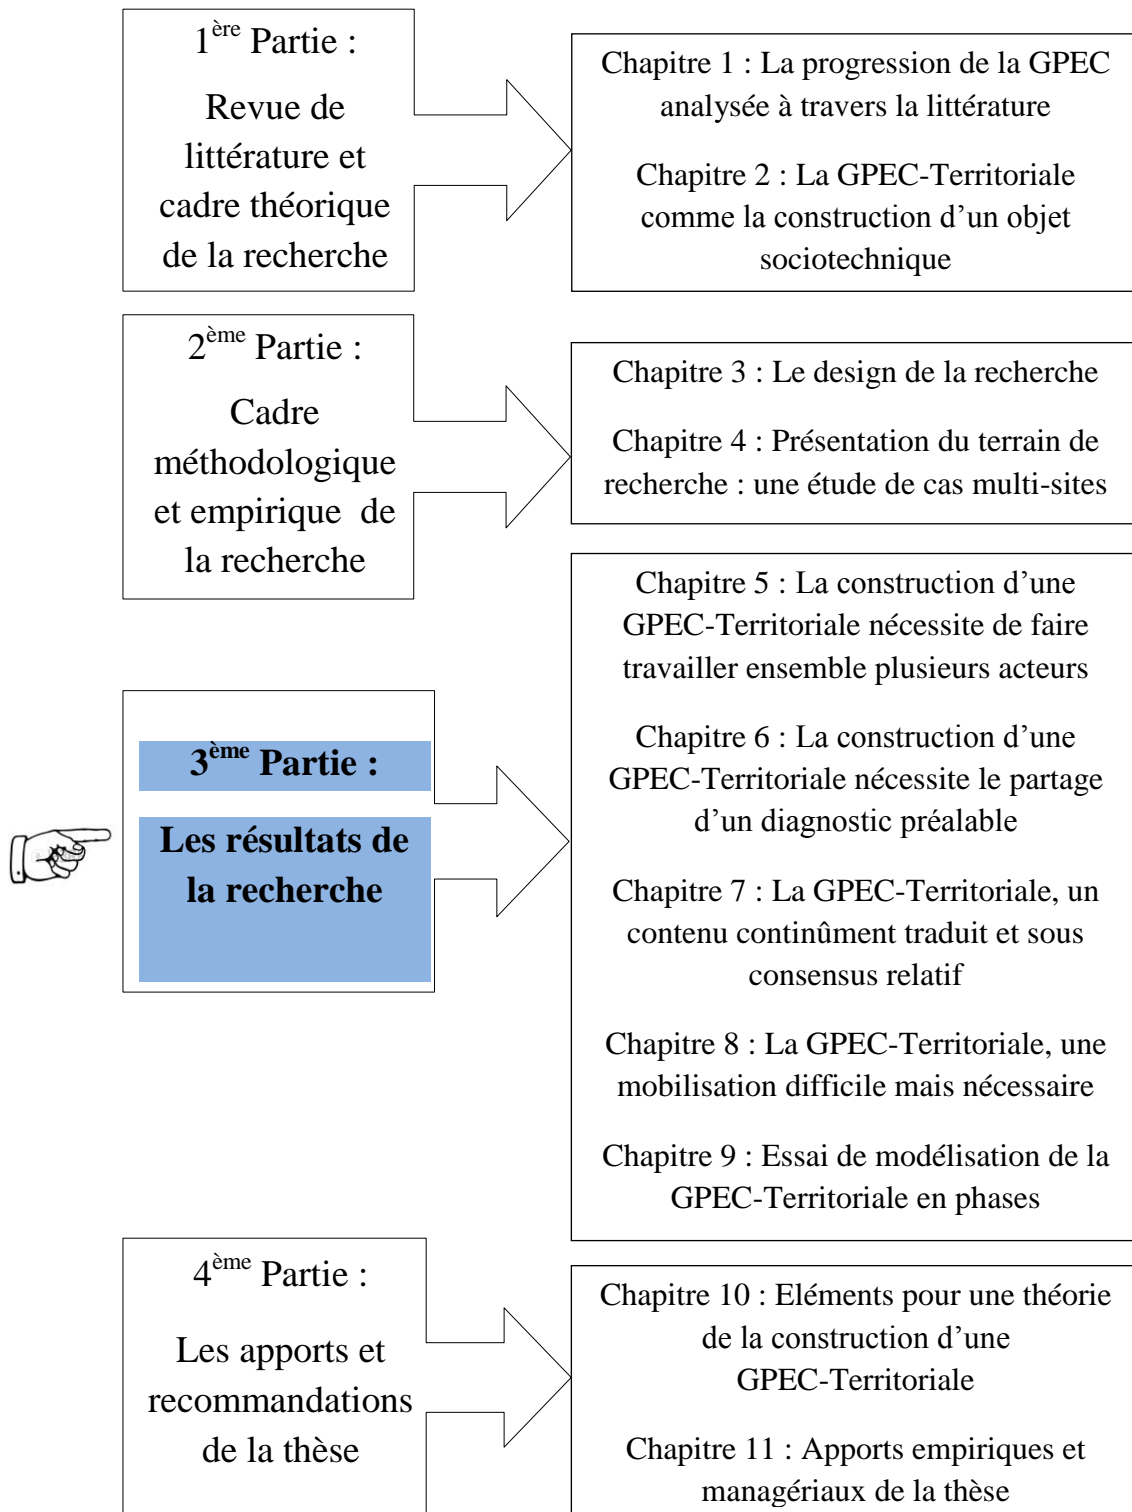 1ère Partie :
Revue de
littérature et
cadre théorique
de la recherche
Chapitre 1 : La progression de la GPEC
analysée à travers la littérature
Chapitre 2 : La GPEC-Territoriale
comme la construction d’un objet
sociotechnique
2ème Partie :
Cadre
méthodologique
et empirique de
la recherche
Chapitre 3 : Le design de la recherche
Chapitre 4 : Présentation du terrain de
recherche : une étude de cas multi-sites
3ème Partie :
Les résultats de
la recherche
Chapitre 5 : La construction d’une
GPEC-Territoriale nécessite de faire
travailler ensemble plusieurs acteurs
Chapitre 6 : La construction d’une
GPEC-Territoriale nécessite le partage
d’un diagnostic préalable
Chapitre 7 : La GPEC-Territoriale, un
contenu continûment traduit et sous
consensus relatif
Chapitre 8 : La GPEC-Territoriale, une
mobilisation difficile mais nécessaire
Chapitre 9 : Essai de modélisation de la
GPEC-Territoriale en phases
4ème Partie :
Les apports et
recommandations
de la thèse
Chapitre 10 : Eléments pour une théorie
de la construction d’une
GPEC-Territoriale
Chapitre 11 : Apports empiriques et
managériaux de la thèse